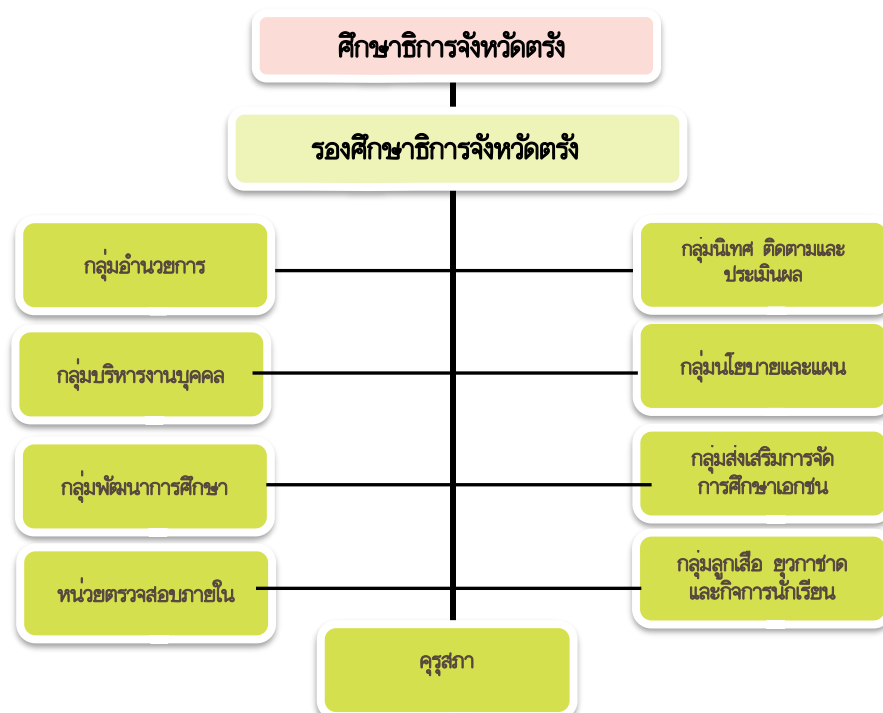 ศึกษาธิการจังหวัดตรัง
รองศึกษาธิการจังหวัดตรัง
กลุ่มอำนวยการ
กลุ่มนิเทศ ติดตามและ
ประเมินผล
กลุ่มบริหารงานบุคคล
กลุ่มนโยบายและแผน
กลุ่มพัฒนาการศึกษา
กลุ่มส่งเสริมการจัด
การศึกษาเอกชน
หน่วยตรวจสอบภายใน
กลุ่มลูกเสือ ยุวกาชาด
และกิจการนักเรียน
คุรุสภา